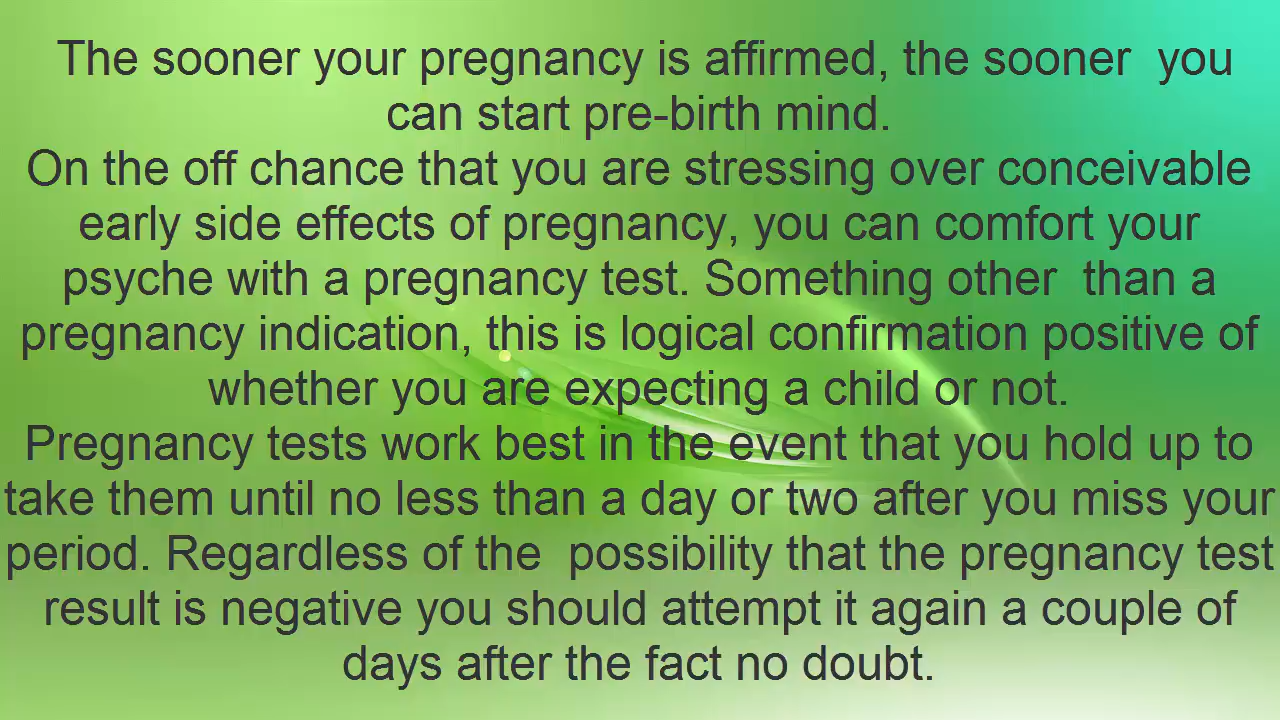 The sooner your pregnancy is affirmed, the sooner  you
can start pre-birth mind.
On the off chance that you are stressing over conceivable
early side effects of pregnancy, you can comfort your
psyche with a pregnancy test. Something other  than a
pregnancy indication, this is logical confirmation positive of
whether you are expecting a child or not.
Pregnancy tests work best in the event that you hold up to
take them until no less than a day or two after you miss your
period. Regardless of the  possibility that the pregnancy test
result is negative you should attempt it again a couple of
days after the fact no doubt.